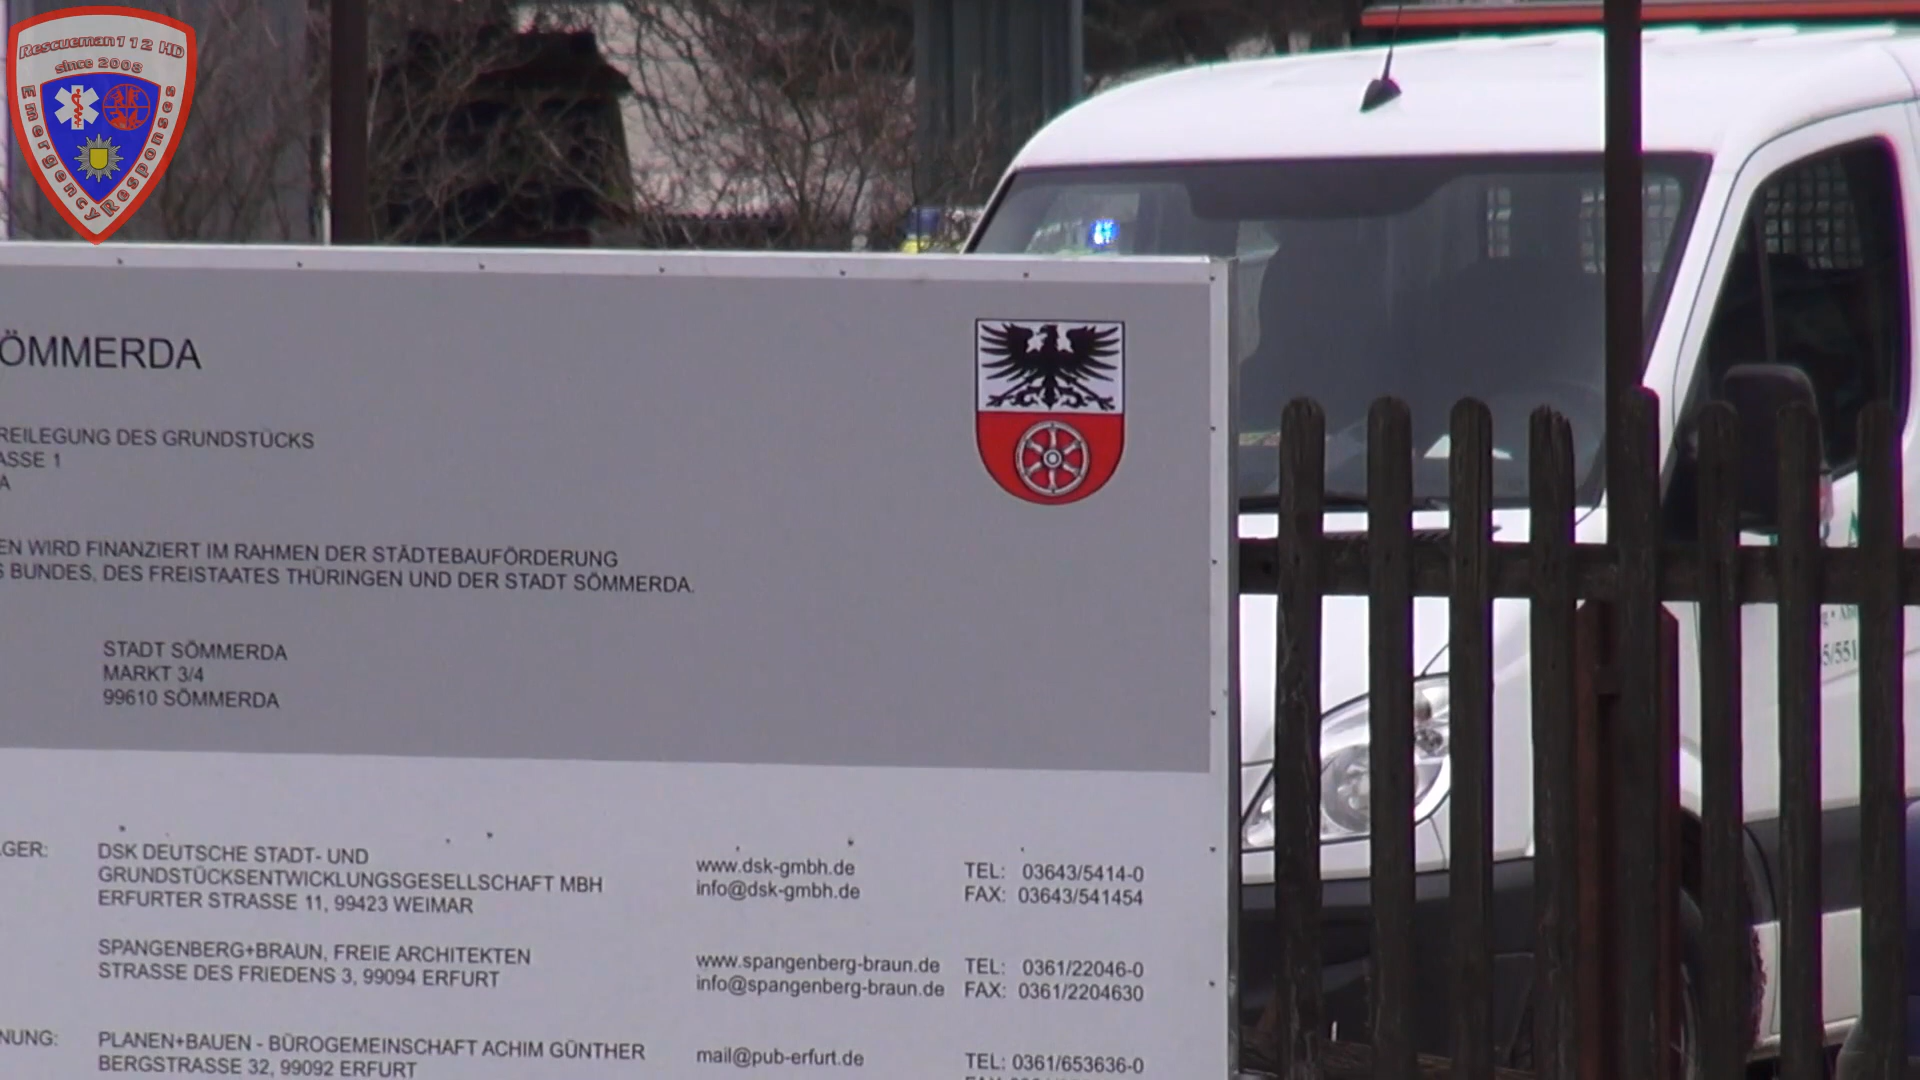 Rescueman112 HD
since 2008
Emergency Responses
ÖMMERDA
REILEGUNG DES GRUNDSTÜCKS
ASSE 1
A
EN WIRD FINANZIERT IM RAHMEN DER STÄDTEBAUFÖRDERUNG
S BUNDES, DES FREISTAATES THÜRINGEN UND DER STADT SÖMMERDA.
STADT SÖMMERDA
MARKT 3/4
99610 SÖMMERDA
GER: DSK DEUTSCHE STADT- UND
GRUNDSTÜCKSENTWICKLUNGSGESELLSCHAFT MBH
ERFURTER STRASSE 11, 99423 WEIMAR
www.dsk-gmbh.de TEL: 03643/5414-0
info@dsk-gmbh.de FAX: 03643/541454
SPANGENBERG+BRAUN, FREIE ARCHITEKTEN
STRASSE DES FRIEDENS 3, 99094 ERFURT
www.spangenberg-braun.de TEL: 0361/22046-0
info@spangenberg-braun.de FAX: 0361/2204630
NUNG: PLANEN+BAUEN - BÜROGEMEINSCHAFT ACHIM GÜNTHER
BERGSTRASSE 32, 99092 ERFURT
mail@pub-erfurt.de TEL: 0361/653636-0
5/551